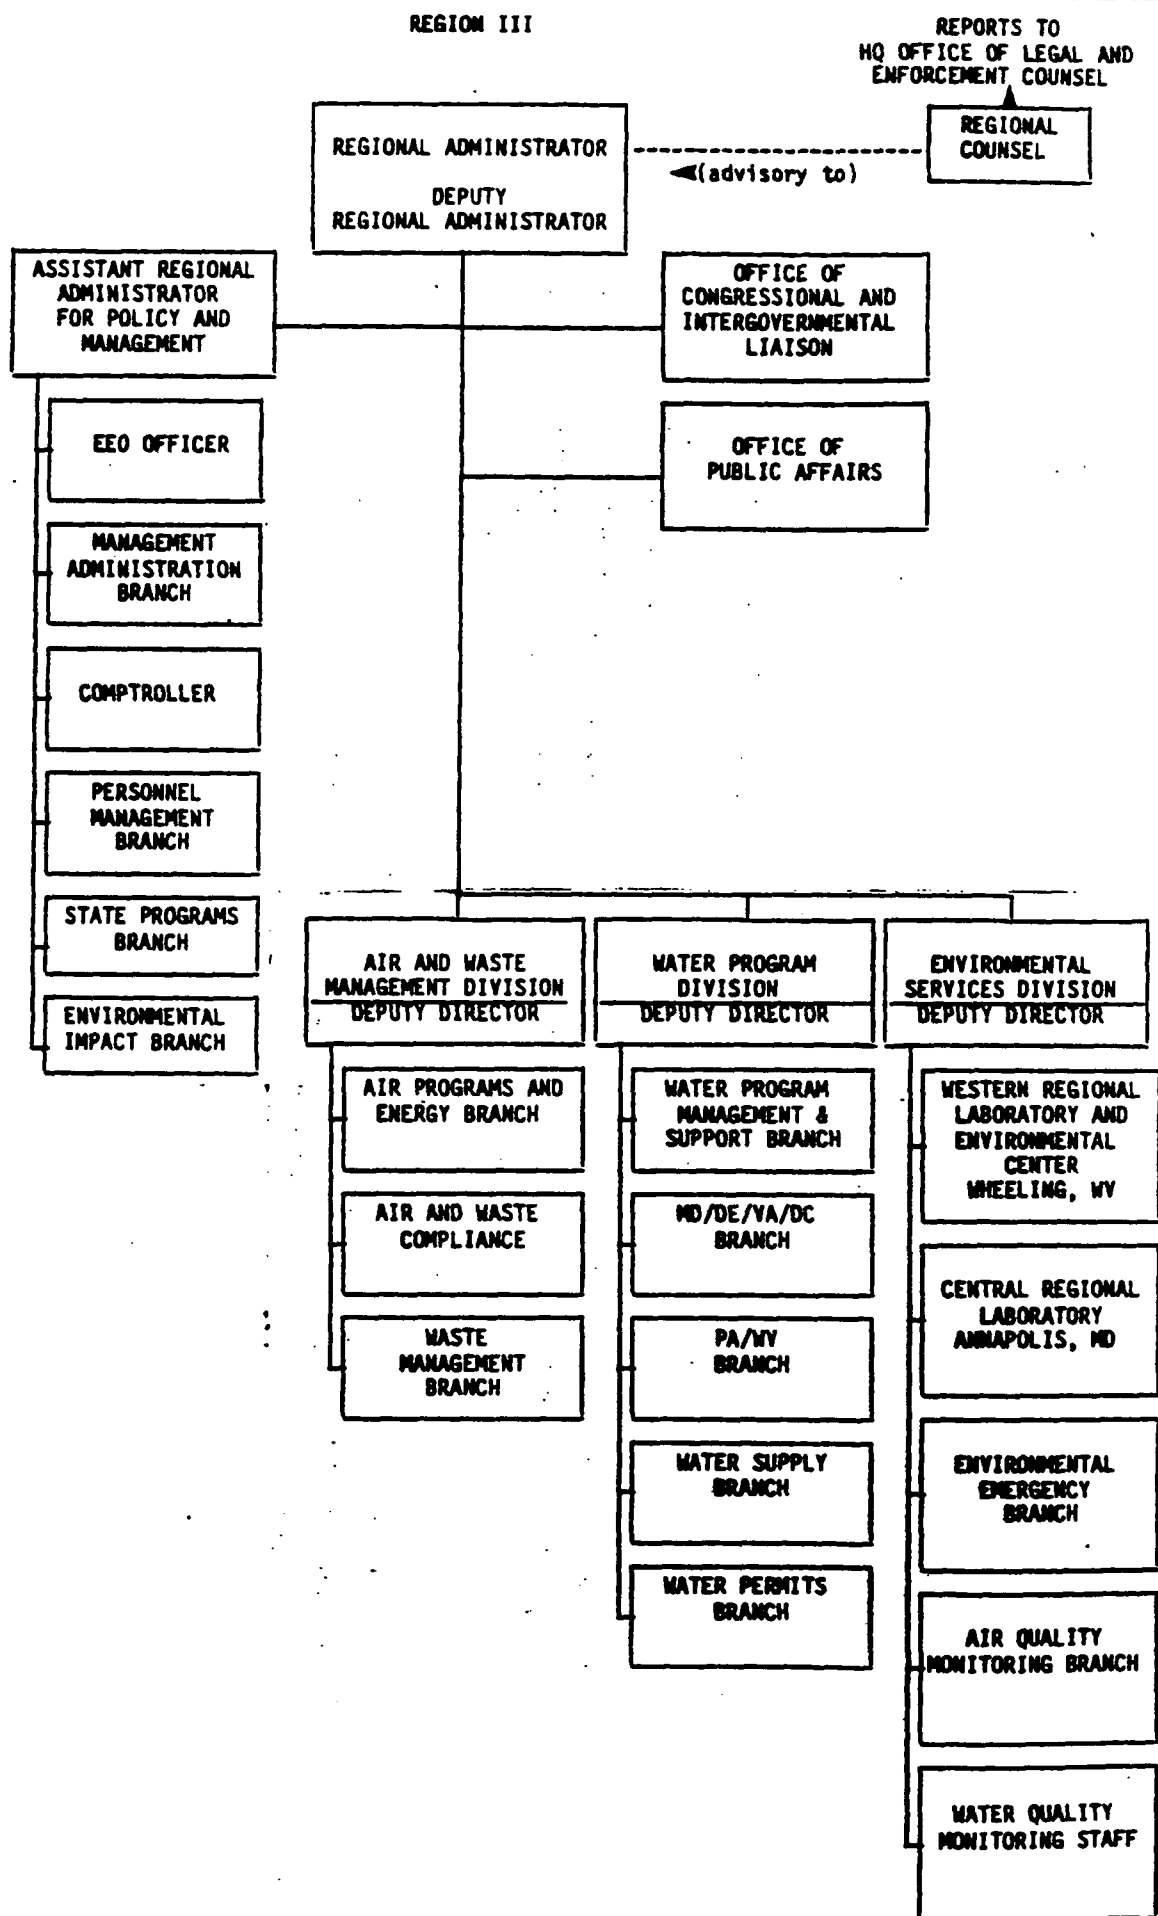 REGION III
REPORTS TO
HQ OFFICE OF LEGAL AND
ENFORCEMENT COUNSEL
REGIONAL
COUNSEL
REGIONAL ADMINISTRATOR
DEPUTY
REGIONAL ADMINISTRATOR
(advisory to)
ASSISTANT REGIONAL
ADMINISTRATOR
FOR POLICY AND
MANAGEMENT
OFFICE OF
CONGRESSIONAL AND
INTERGOVERNMENTAL
LIAISON
EEO OFFICER
OFFICE OF
PUBLIC AFFAIRS
MANAGEMENT
ADMINISTRATION
BRANCH
COMPTROLLER
PERSONNEL
MANAGEMENT
BRANCH
STATE PROGRAMS
BRANCH
ENVIRONMENTAL
IMPACT BRANCH
AIR AND WASTE
MANAGEMENT DIVISION
DEPUTY DIRECTOR
AIR PROGRAMS AND
ENERGY BRANCH
AIR AND WASTE
COMPLIANCE
WASTE
MANAGEMENT
BRANCH
WATER PROGRAM
DIVISION
DEPUTY DIRECTOR
WATER PROGRAM
MANAGEMENT &
SUPPORT BRANCH
MD/DE/VA/DC
BRANCH
PA/WV
BRANCH
WATER SUPPLY
BRANCH
WATER PERMITS
BRANCH
ENVIRONMENTAL
SERVICES DIVISION
DEPUTY DIRECTOR
WESTERN REGIONAL
LABORATORY AND
ENVIRONMENTAL
CENTER
WHEELING, WV
CENTRAL REGIONAL
LABORATORY
ANNAPOLIS, MD
ENVIRONMENTAL
EMERGENCY
BRANCH
AIR QUALITY
MONITORING BRANCH
WATER QUALITY
MONITORING STAFF